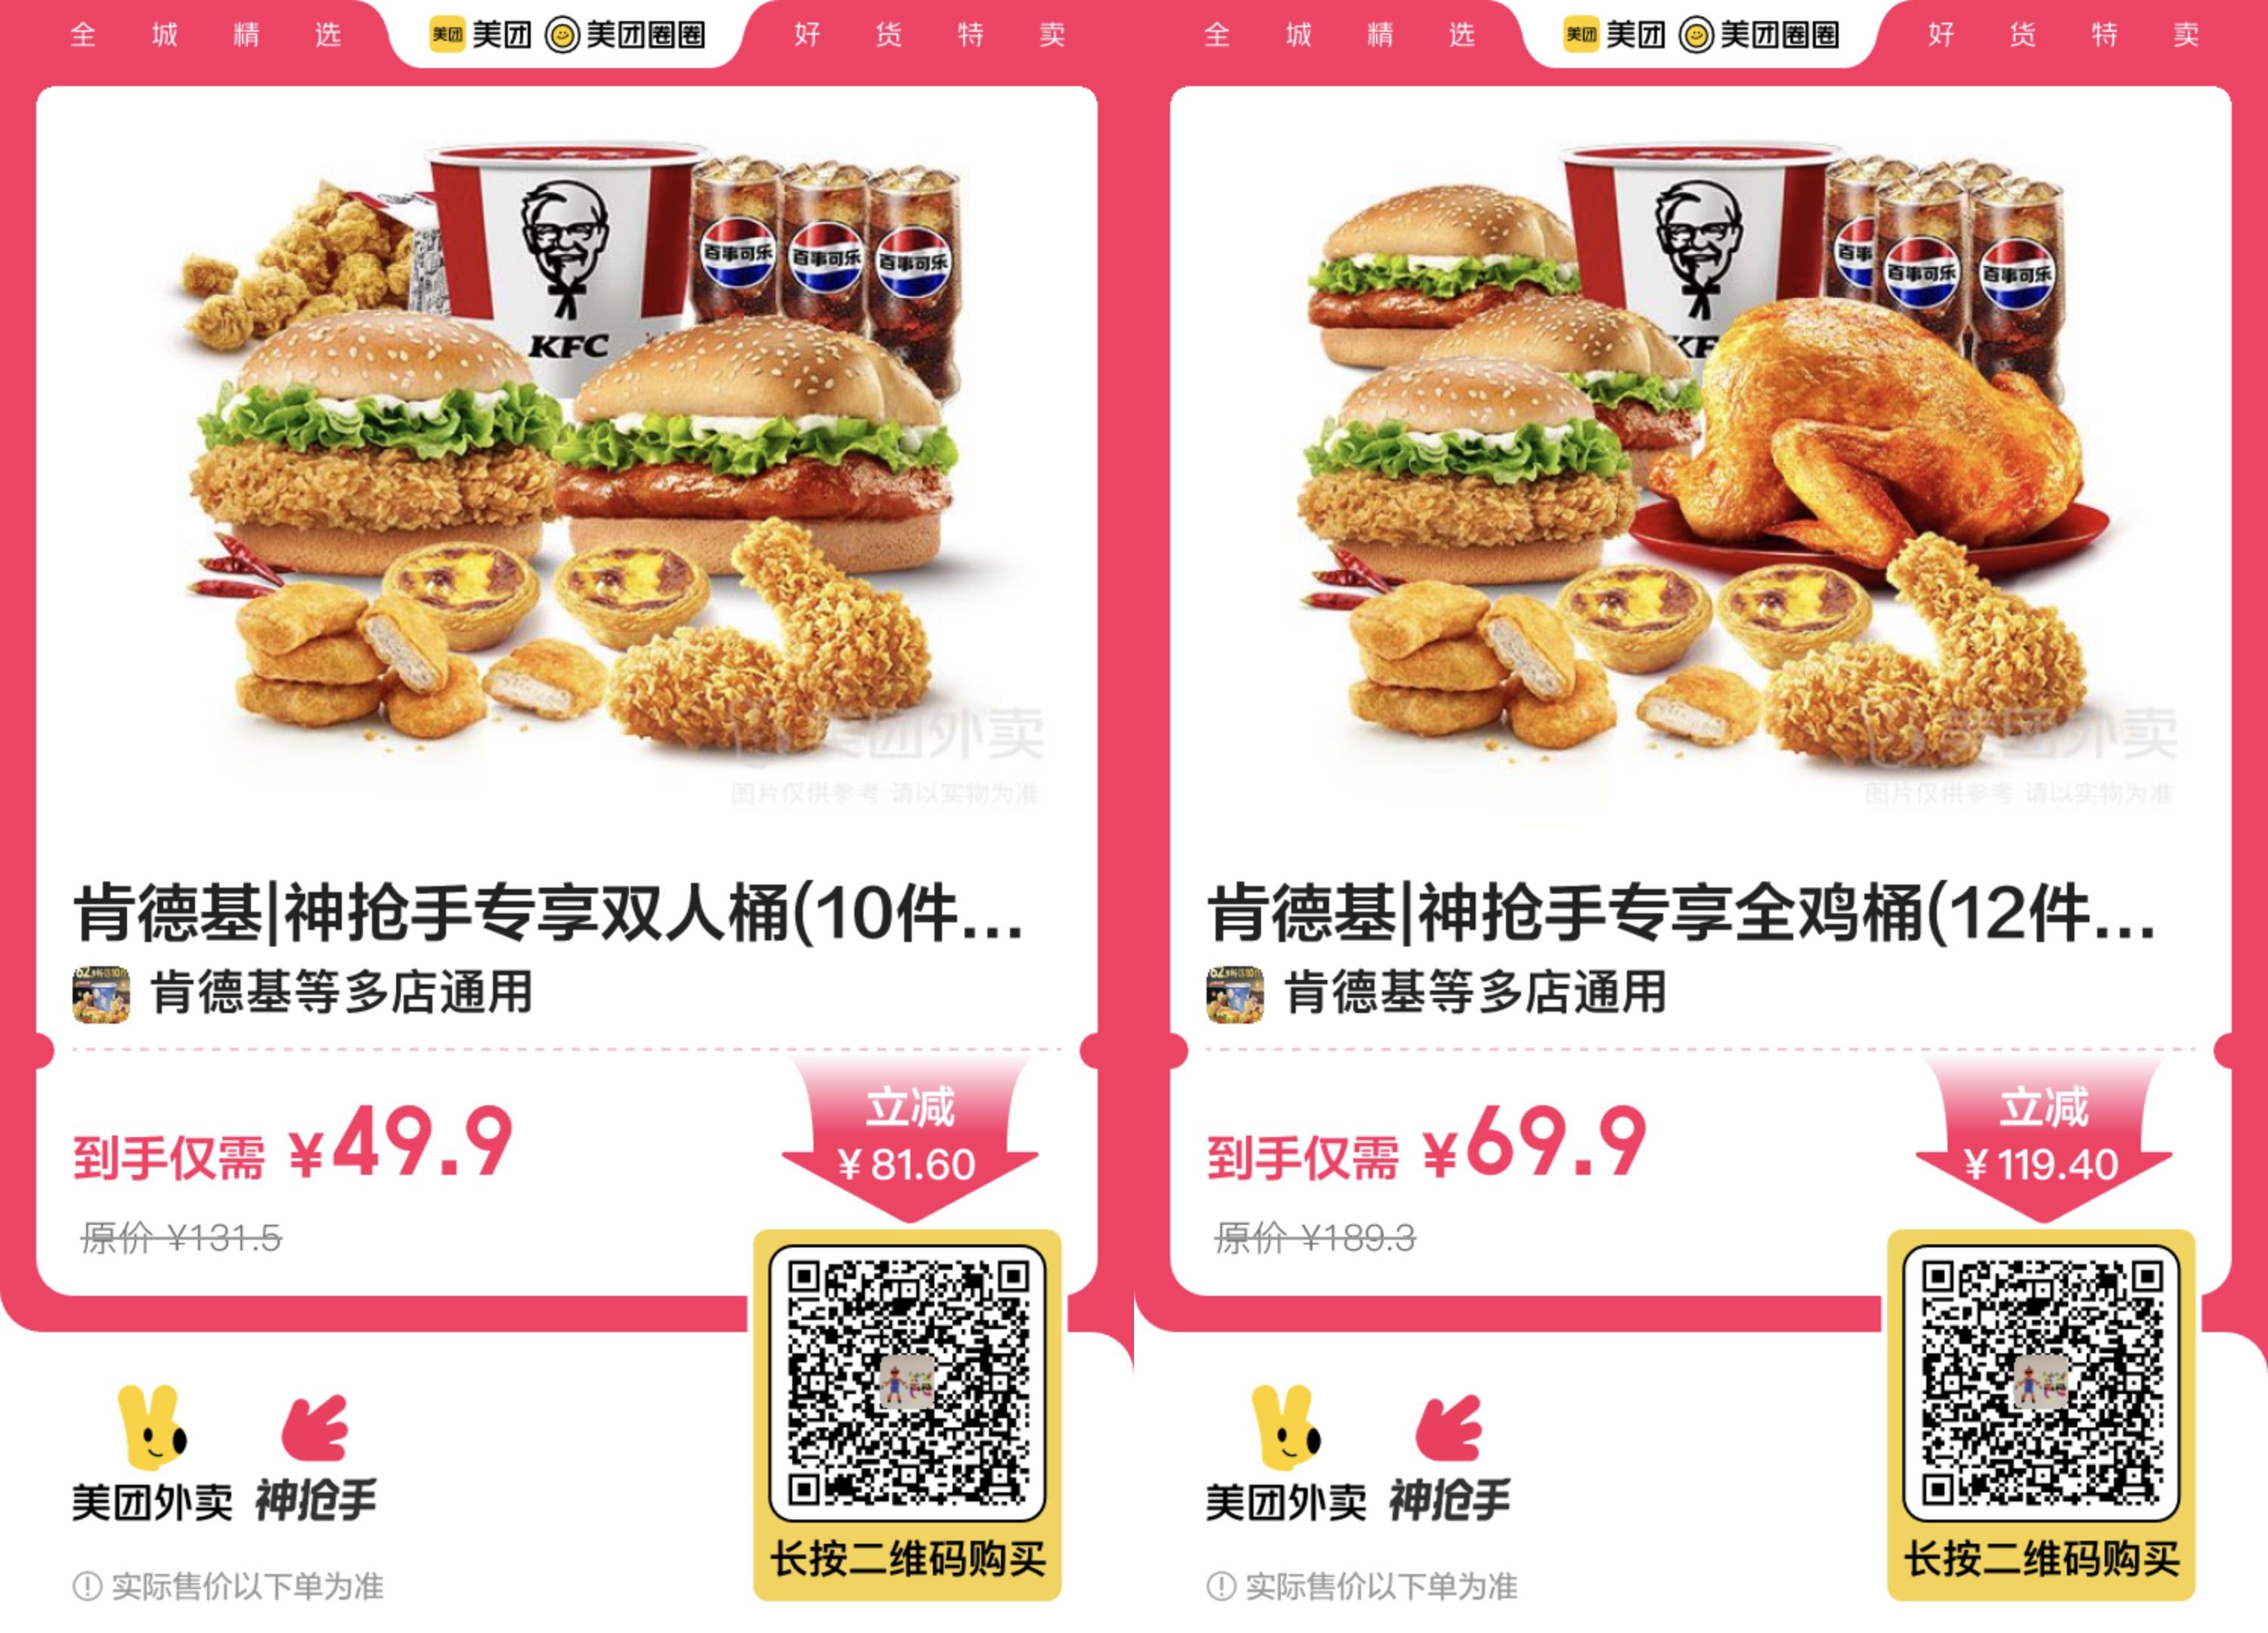 全城精选
美团 美团 美团圈圈
好货特卖
KFC
百事可乐 百事可乐 百事可乐
美团外卖
图片仅供参考 请以实物为准
肯德基|神抢手专享双人桶(10件...
肯德基等多店通用
到手仅需 ¥49.9
立减
¥81.60
原价 ¥131.5
美团外卖 神抢手
长按二维码购买
实际售价以下单为准
全城精选
美团 美团 美团圈圈
好货特卖
KF
百事 百事可乐 百事可乐
美团外卖
图片仅供参考 请以实物为准
肯德基|神抢手专享全鸡桶(12件...
肯德基等多店通用
到手仅需 ¥69.9
立减
¥119.40
原价 ¥189.3
美团外卖 神抢手
长按二维码购买
实际售价以下单为准